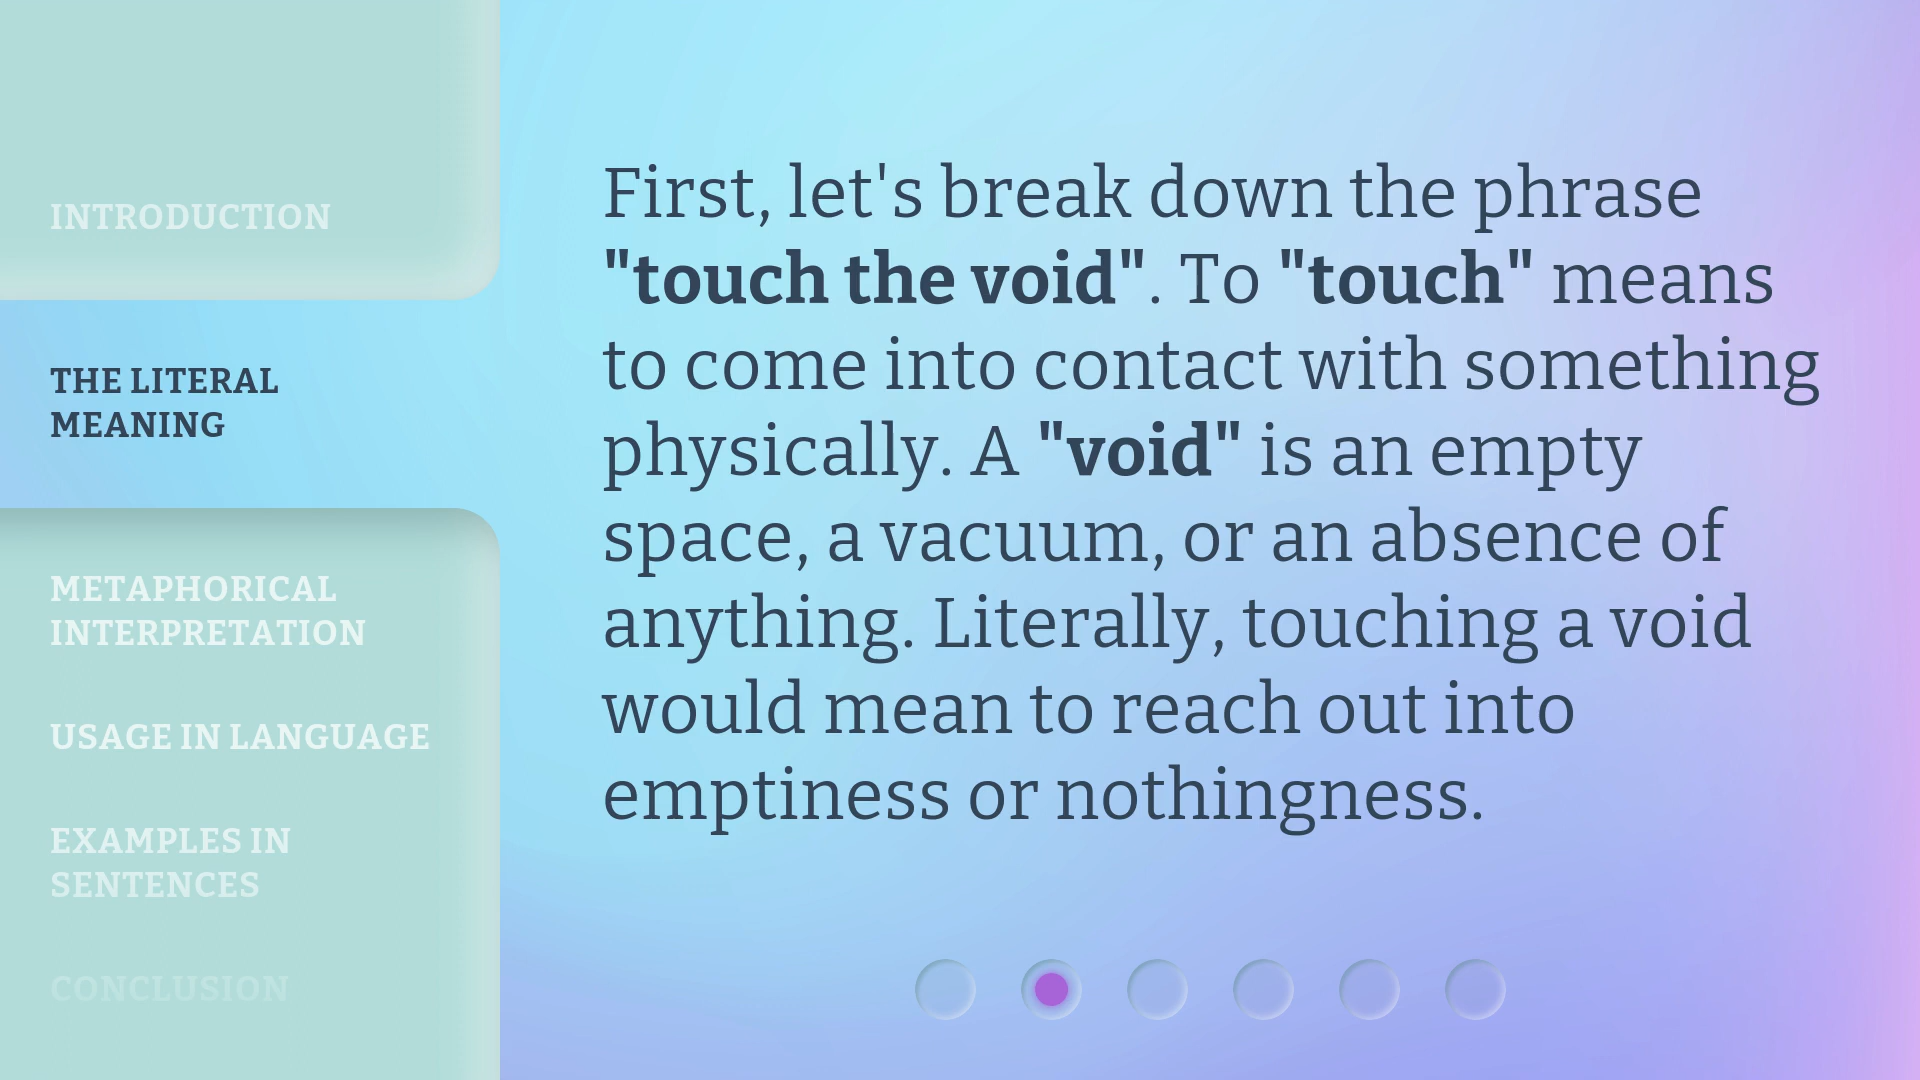 INTRODUCTION
THE LITERAL
MEANING
METAPHORICAL
INTERPRETATION
USAGE IN LANGUAGE
EXAMPLES IN
SENTENCES
CONCLUSION
First, let's break down the phrase
"touch the void". To "touch" means
to come into contact with something
physically. A "void" is an empty
space, a vacuum, or an absence of
anything. Literally, touching a void
would mean to reach out into
emptiness or nothingness.